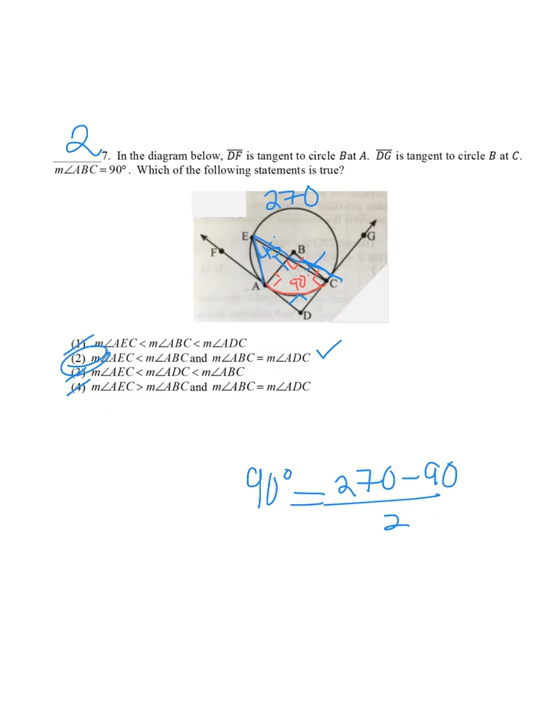 2
7. In the diagram below, DF is tangent to circle B at A. DG is tangent to circle B at C.
m∠ABC = 90°. Which of the following statements is true?
270
E
B
G
F
90
A
C
D
(1) m∠AEC < m∠ABC < m∠ADC
(2) m∠AEC < m∠ABC and m∠ABC = m∠ADC
(3) m∠AEC < m∠ADC < m∠ABC
(4) m∠AEC > m∠ABC and m∠ABC = m∠ADC
90° = 270 - 90
2